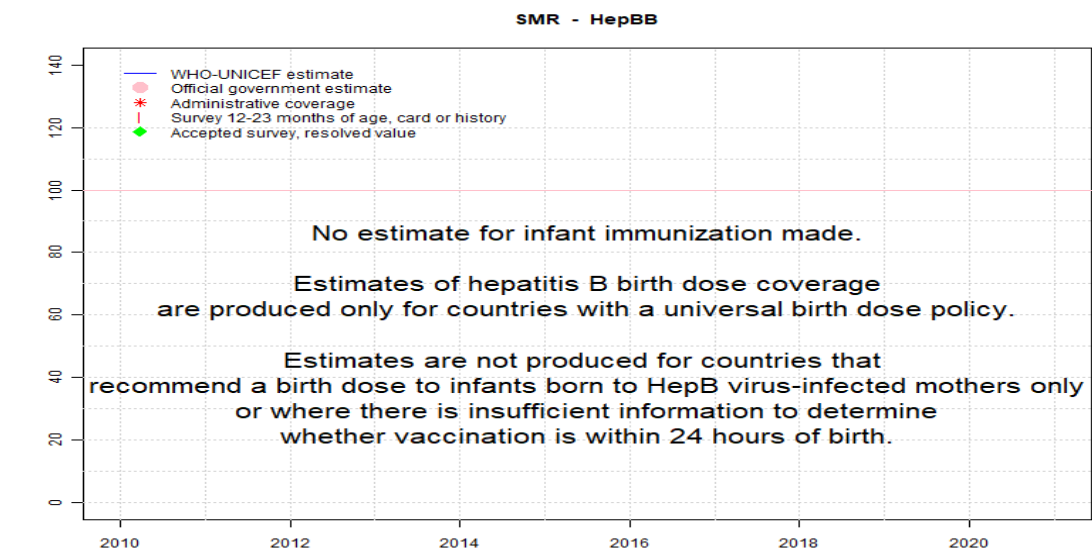 SMR - HepBB
WHO-UNICEF estimate
Official government estimate
Administrative coverage
Survey 12-23 months of age, card or history
Accepted survey, resolved value
140
120
100
80
60
40
20
0
No estimate for infant immunization made.
Estimates of hepatitis B birth dose coverage
are produced only for countries with a universal birth dose policy.
Estimates are not produced for countries that
recommend a birth dose to infants born to HepB virus-infected mothers only
or where there is insufficient information to determine
whether vaccination is within 24 hours of birth.
2010 2012 2014 2016 2018 2020